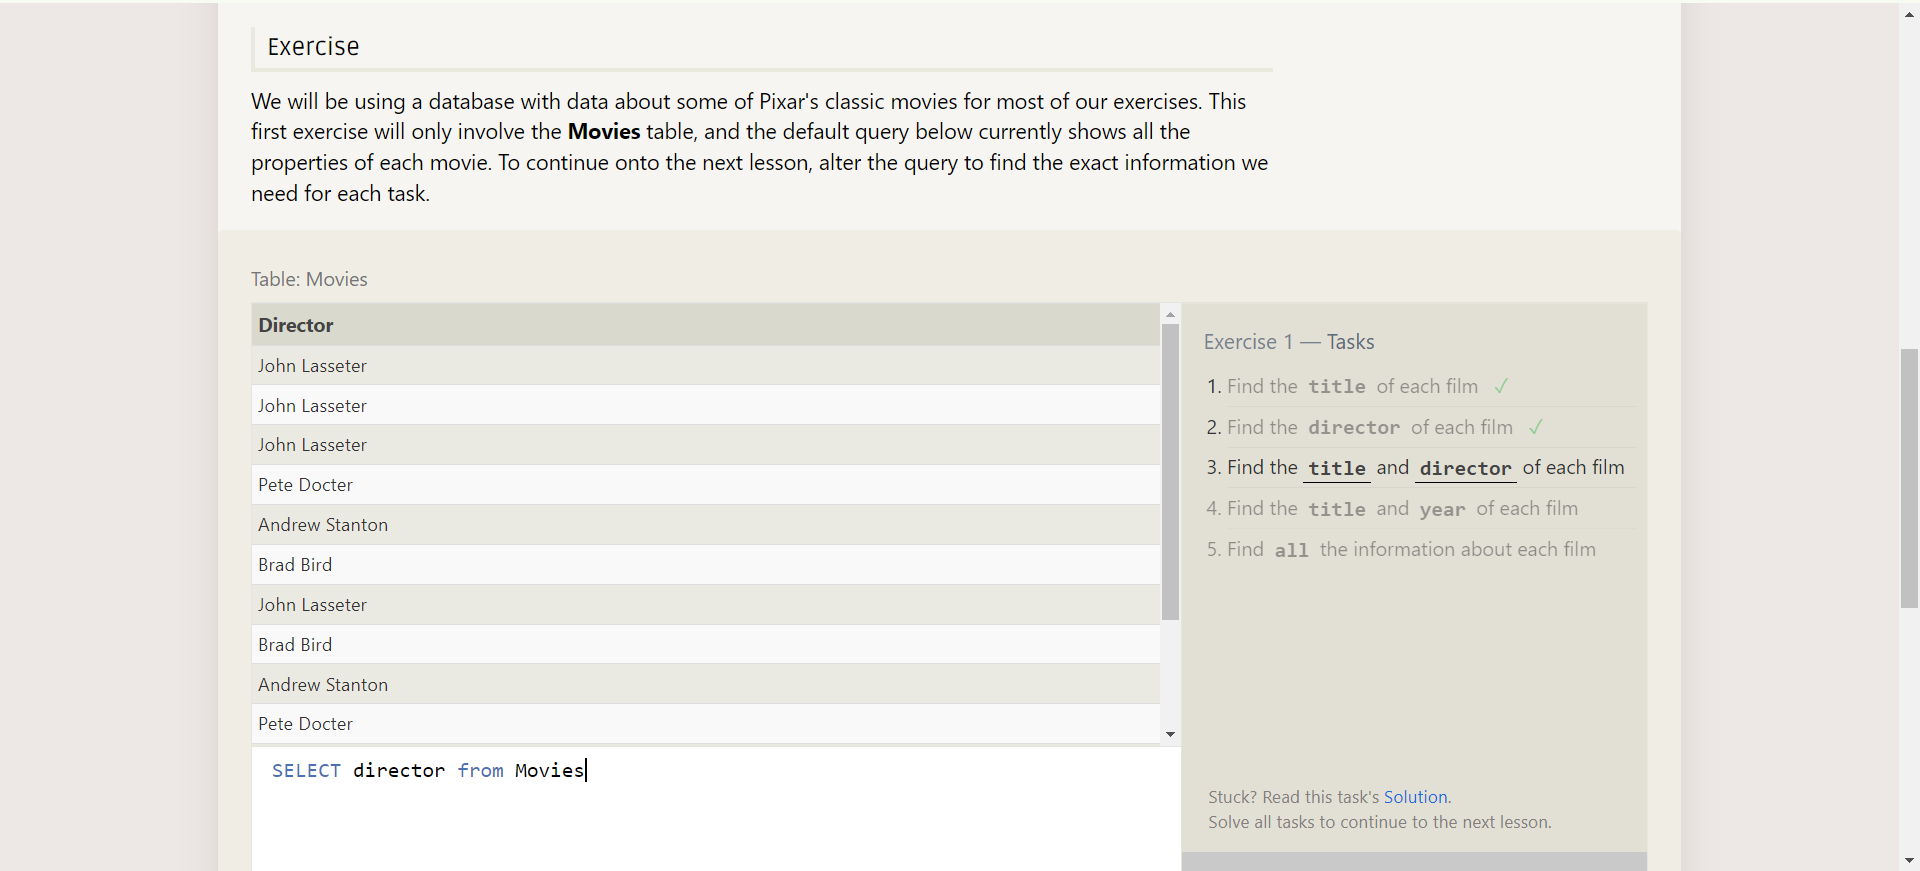 Exercise
We will be using a database with data about some of Pixar's classic movies for most of our exercises. This
first exercise will only involve the Movies table, and the default query below currently shows all the
properties of each movie. To continue onto the next lesson, alter the query to find the exact information we
need for each task.
Table: Movies
Director
John Lasseter
John Lasseter
John Lasseter
Pete Docter
Andrew Stanton
Brad Bird
John Lasseter
Brad Bird
Andrew Stanton
Pete Docter
SELECT director from Movies
Exercise 1 — Tasks
1. Find the title of each film ✓
2. Find the director of each film ✓
3. Find the title and director of each film
4. Find the title and year of each film
5. Find all the information about each film
Stuck? Read this task's Solution.
Solve all tasks to continue to the next lesson.